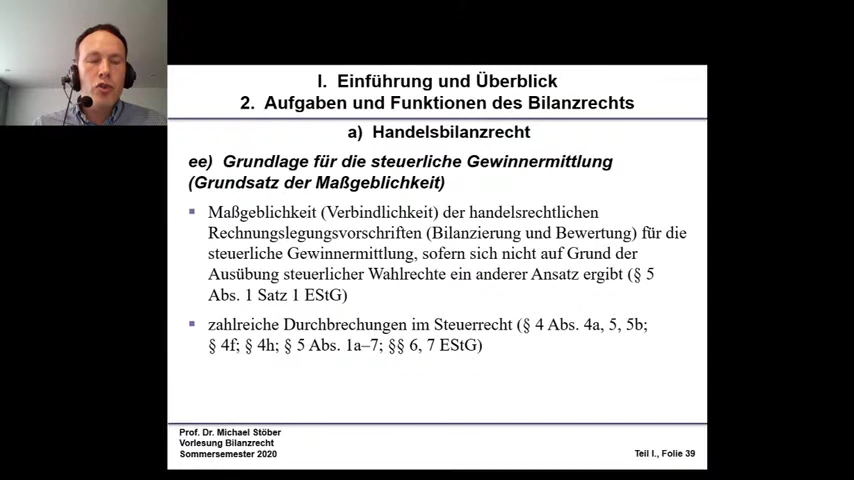 I. Einführung und Überblick
2. Aufgaben und Funktionen des Bilanzrechts
a) Handelsbilanzrecht
ee) Grundlage für die steuerliche Gewinnermittlung
(Grundsatz der Maßgeblichkeit)
▪ Maßgeblichkeit (Verbindlichkeit) der handelsrechtlichen
Rechnungslegungsvorschriften (Bilanzierung und Bewertung) für die
steuerliche Gewinnermittlung, sofern sich nicht auf Grund der
Ausübung steuerlicher Wahlrechte ein anderer Ansatz ergibt (§ 5
Abs. 1 Satz 1 EStG)
▪ zahlreiche Durchbrechungen im Steuerrecht (§ 4 Abs. 4a, 5, 5b;
§ 4f; § 4h; § 5 Abs. 1a–7; §§ 6, 7 EStG)
Prof. Dr. Michael Stöber
Vorlesung Bilanzrecht
Sommersemester 2020
Teil I., Folie 39